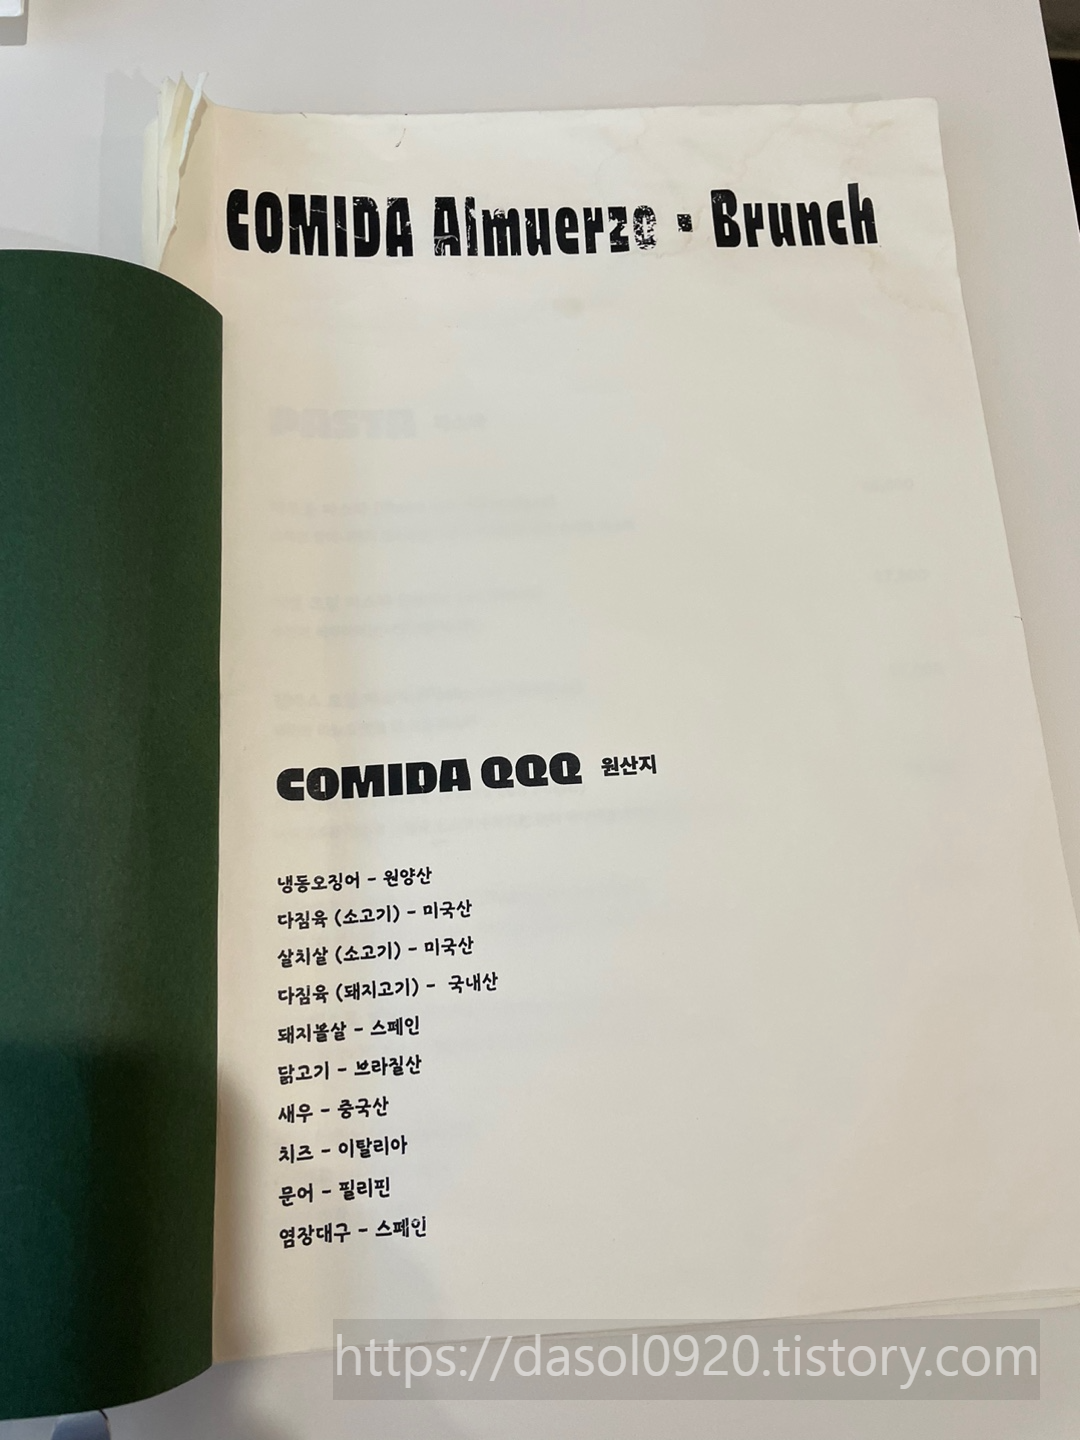 COMIDA Almuerzo · Brunch
COMIDA QQQ 원산지
냉동오징어 - 원양산
다짐육 (소고기) - 미국산
살치살 (소고기) - 미국산
다짐육 (돼지고기) - 국내산
돼지볼살 - 스페인
닭고기 - 브라질산
새우 - 중국산
치즈 - 이탈리아
문어 - 필리핀
염장대구 - 스페인
https://dasol0920.tistory.com